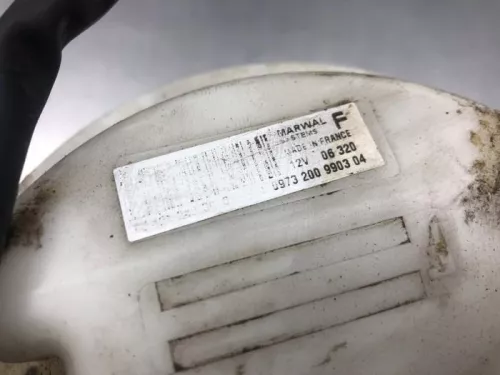 MARWAL F
SYSTEMS
MADE IN FRANCE
12V 06 320
0973 200 9903 04